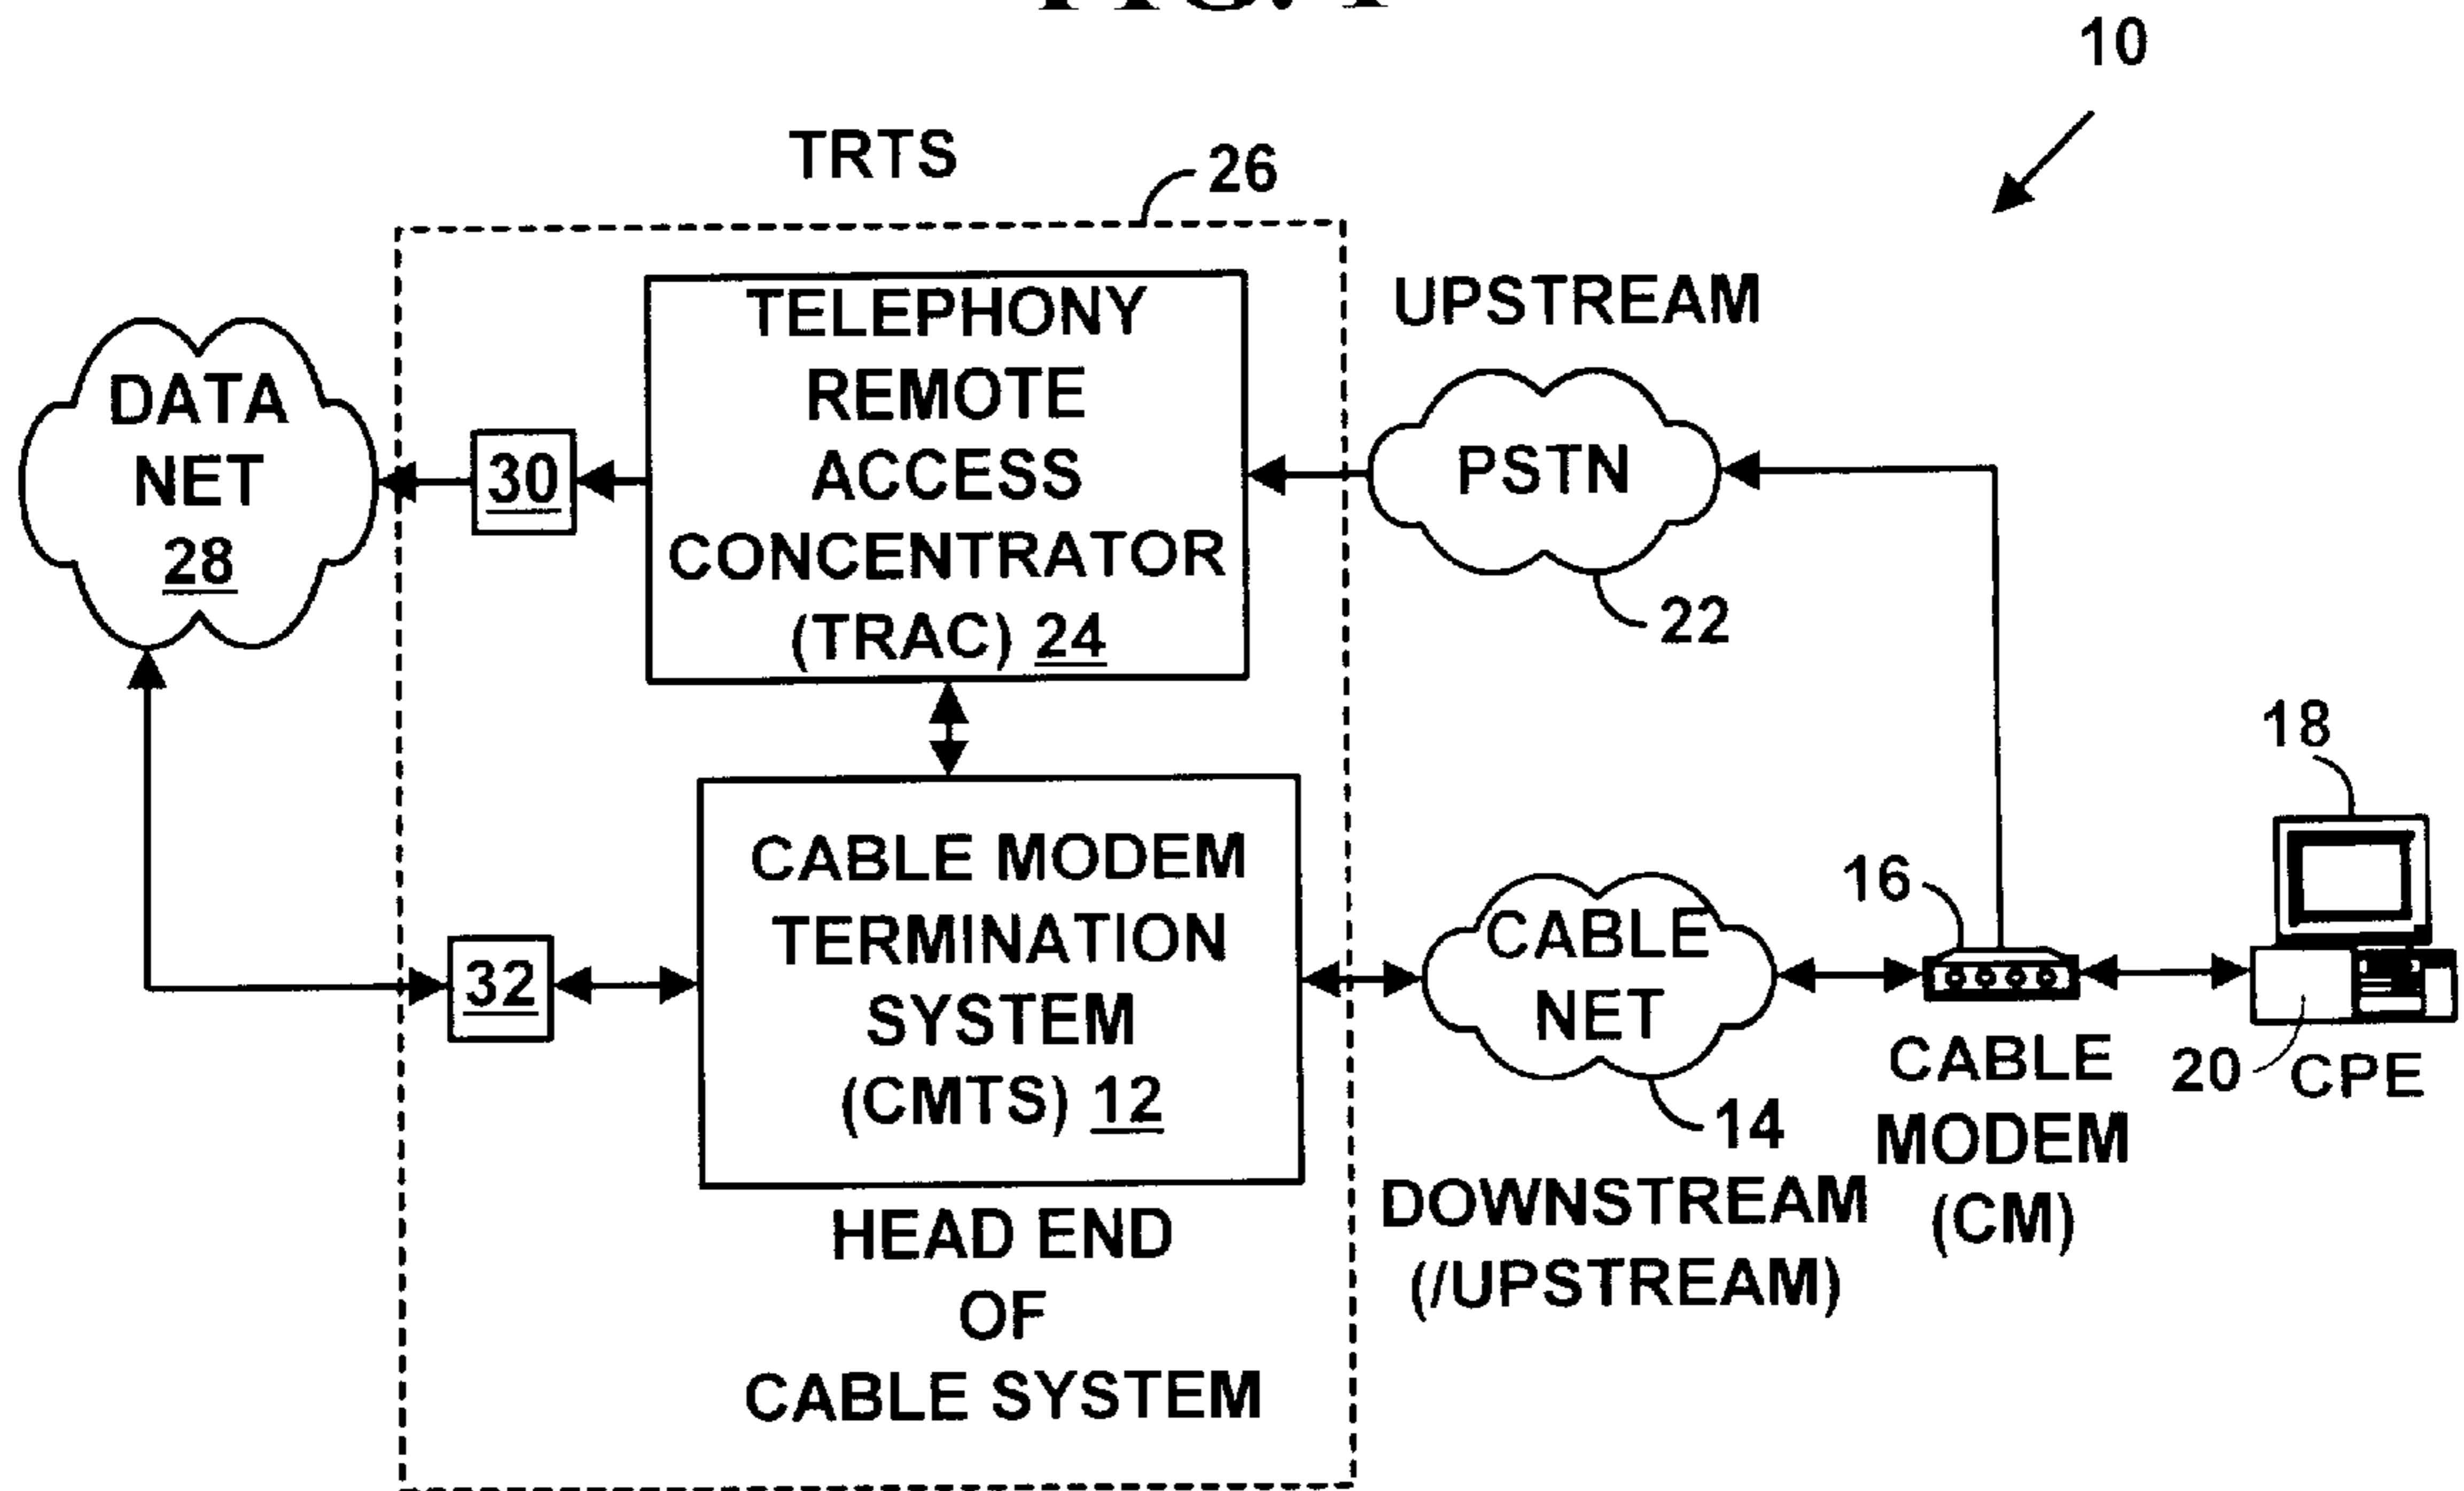 10
TRTS
26
TELEPHONY
REMOTE
ACCESS
CONCENTRATOR
(TRAC) 24
UPSTREAM
DATA
NET
28
30
PSTN
22
18
CABLE MODEM
TERMINATION
SYSTEM
(CMTS) 12
16
32
CABLE
NET
14
CABLE
MODEM
(CM)
20
CPE
DOWNSTREAM
(/UPSTREAM)
HEAD END
OF
CABLE SYSTEM